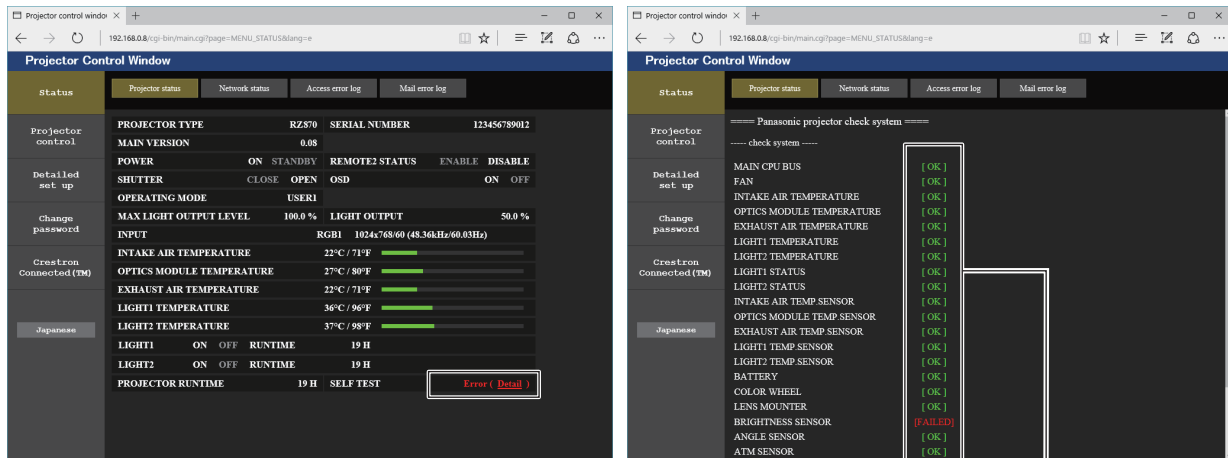 Projector control window
192.168.0.8/cgi-bin/main.cgi?page=MENU_STATUS&lang=e
Projector Control Window
Status
Projector control
Detailed set up
Change password
Crestron Connected(TM)
Japanese
Projector status Network status Access error log Mail error log
PROJECTOR TYPE RZ870 SERIAL NUMBER 123456789012
MAIN VERSION 0.08
POWER ON STANDBY REMOTE2 STATUS ENABLE DISABLE
SHUTTER CLOSE OPEN OSD ON OFF
OPERATING MODE USER1
MAX LIGHT OUTPUT LEVEL 100.0 % LIGHT OUTPUT 50.0 %
INPUT RGB1 1024x768/60 (48.36kHz/60.03Hz)
INTAKE AIR TEMPERATURE 22°C / 71°F
OPTICS MODULE TEMPERATURE 27°C / 80°F
EXHAUST AIR TEMPERATURE 22°C / 71°F
LIGHT1 TEMPERATURE 36°C / 96°F
LIGHT2 TEMPERATURE 37°C / 98°F
LIGHT1 ON OFF RUNTIME 19 H
LIGHT2 ON OFF RUNTIME 19 H
PROJECTOR RUNTIME 19 H SELF TEST Error ( Detail )
Projector control window
192.168.0.8/cgi-bin/main.cgi?page=MENU_STATUS&lang=e
Projector Control Window
Status
Projector control
Detailed set up
Change password
Crestron Connected(TM)
Japanese
Projector status Network status Access error log Mail error log
==== Panasonic projector check system ====
----- check system -----
MAIN CPU BUS [ OK ]
FAN [ OK ]
INTAKE AIR TEMPERATURE [ OK ]
OPTICS MODULE TEMPERATURE [ OK ]
EXHAUST AIR TEMPERATURE [ OK ]
LIGHT1 TEMPERATURE [ OK ]
LIGHT2 TEMPERATURE [ OK ]
LIGHT1 STATUS [ OK ]
LIGHT2 STATUS [ OK ]
INTAKE AIR TEMP.SENSOR [ OK ]
OPTICS MODULE TEMP.SENSOR [ OK ]
EXHAUST AIR TEMP.SENSOR [ OK ]
LIGHT1 TEMP.SENSOR [ OK ]
LIGHT2 TEMP.SENSOR [ OK ]
BATTERY [ OK ]
COLOR WHEEL [ OK ]
LENS MOUNTER [ OK ]
BRIGHTNESS SENSOR [FAILED]
ANGLE SENSOR [ OK ]
ATM SENSOR [ OK ]